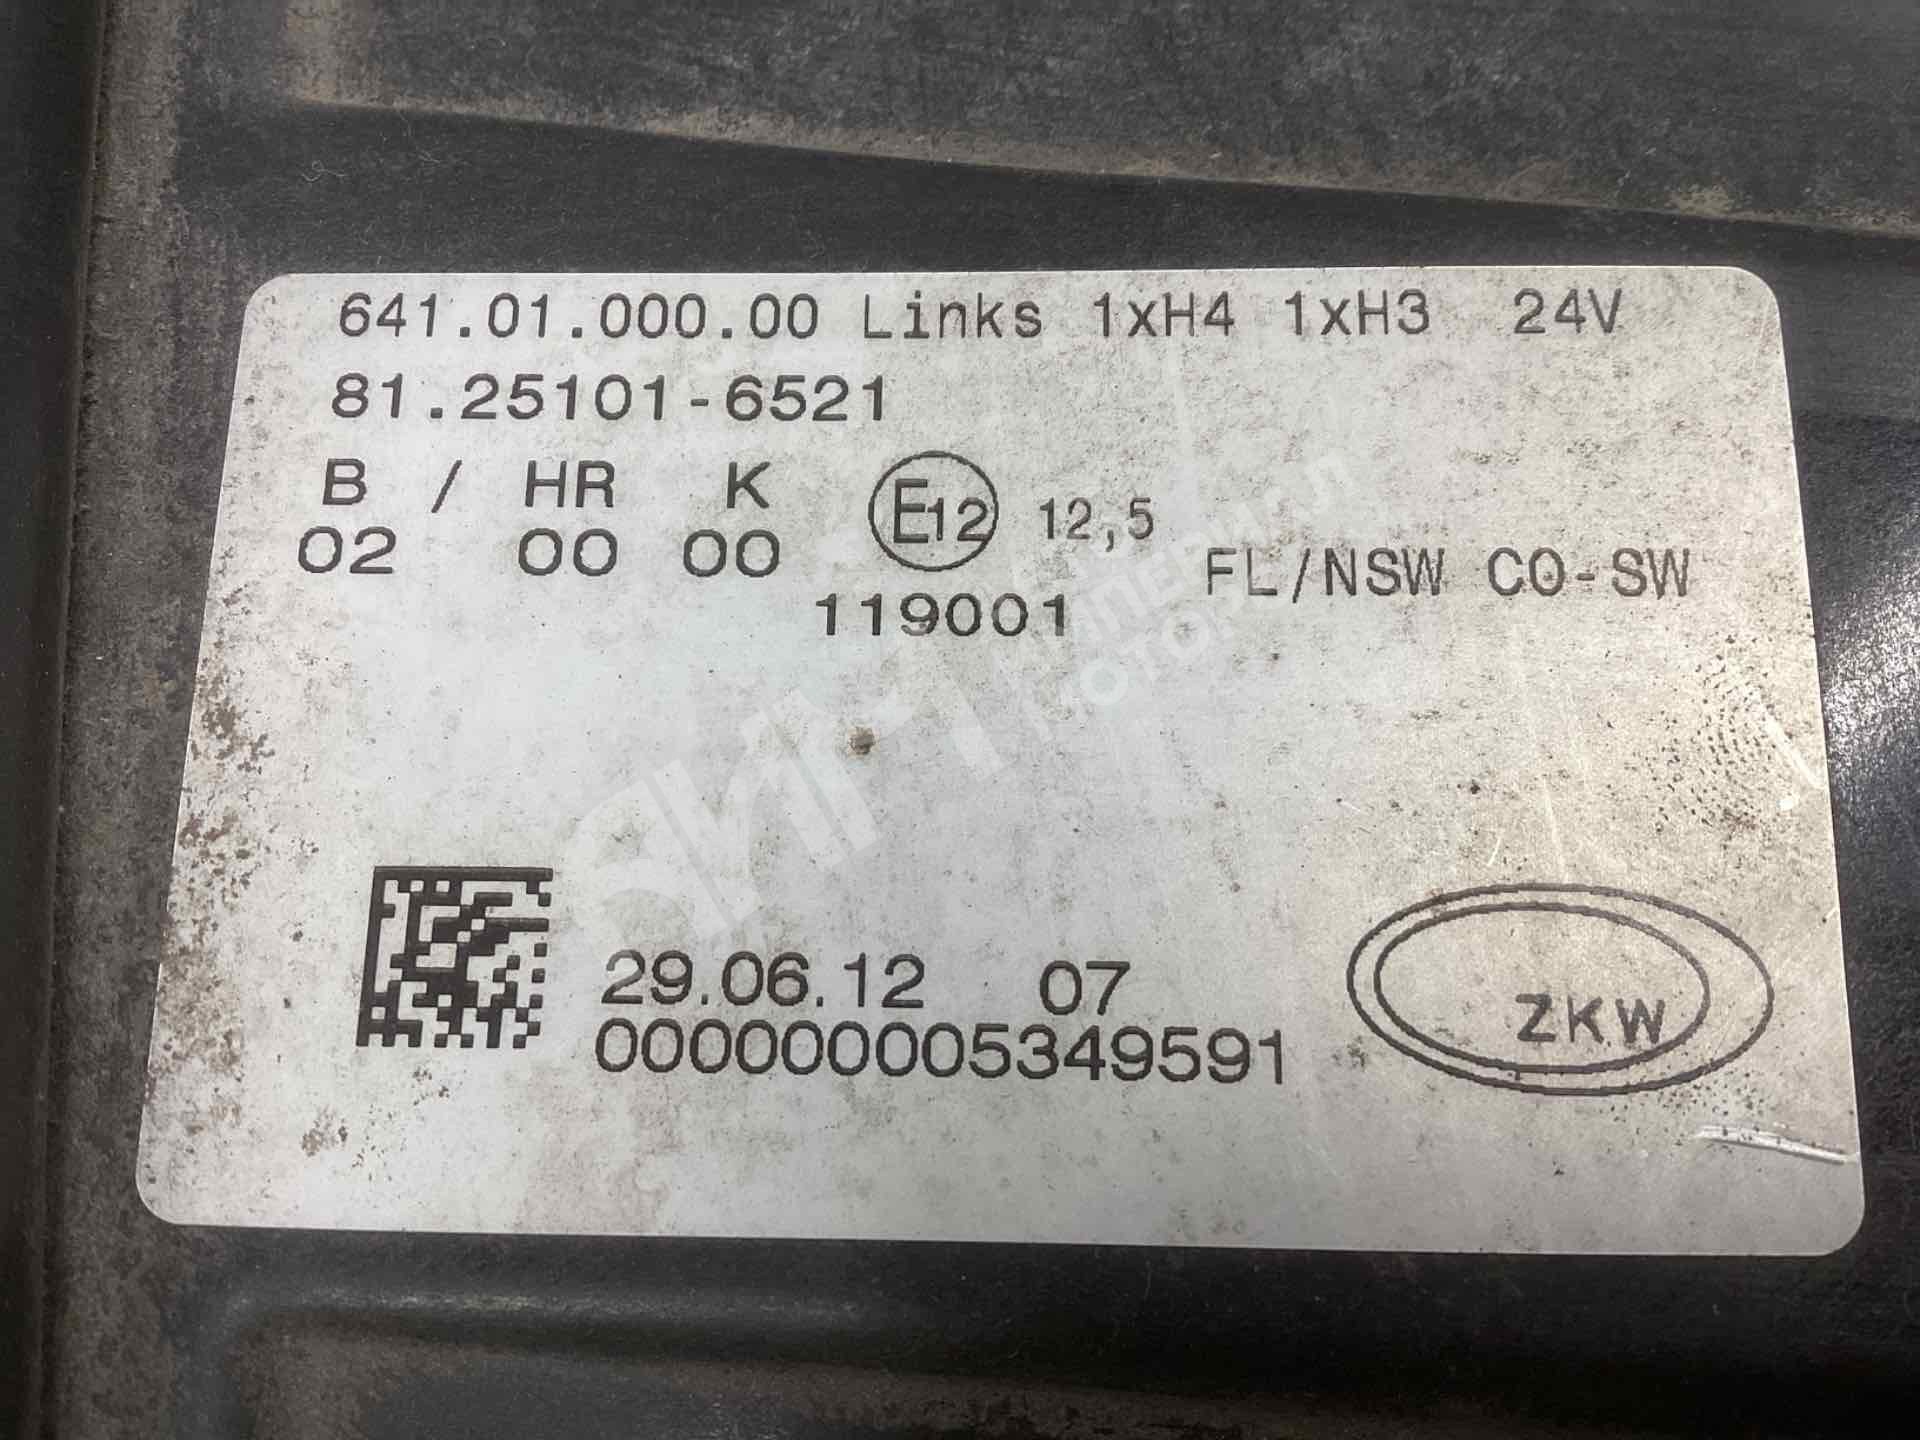 641.01.000.00 Links 1xH4 1xH3 24V
81.25101-6521
B / HR K
02 00 00
E12 12,5
119001
FL/NSW CO-SW
29.06.12 07
000000005349591
ZKW